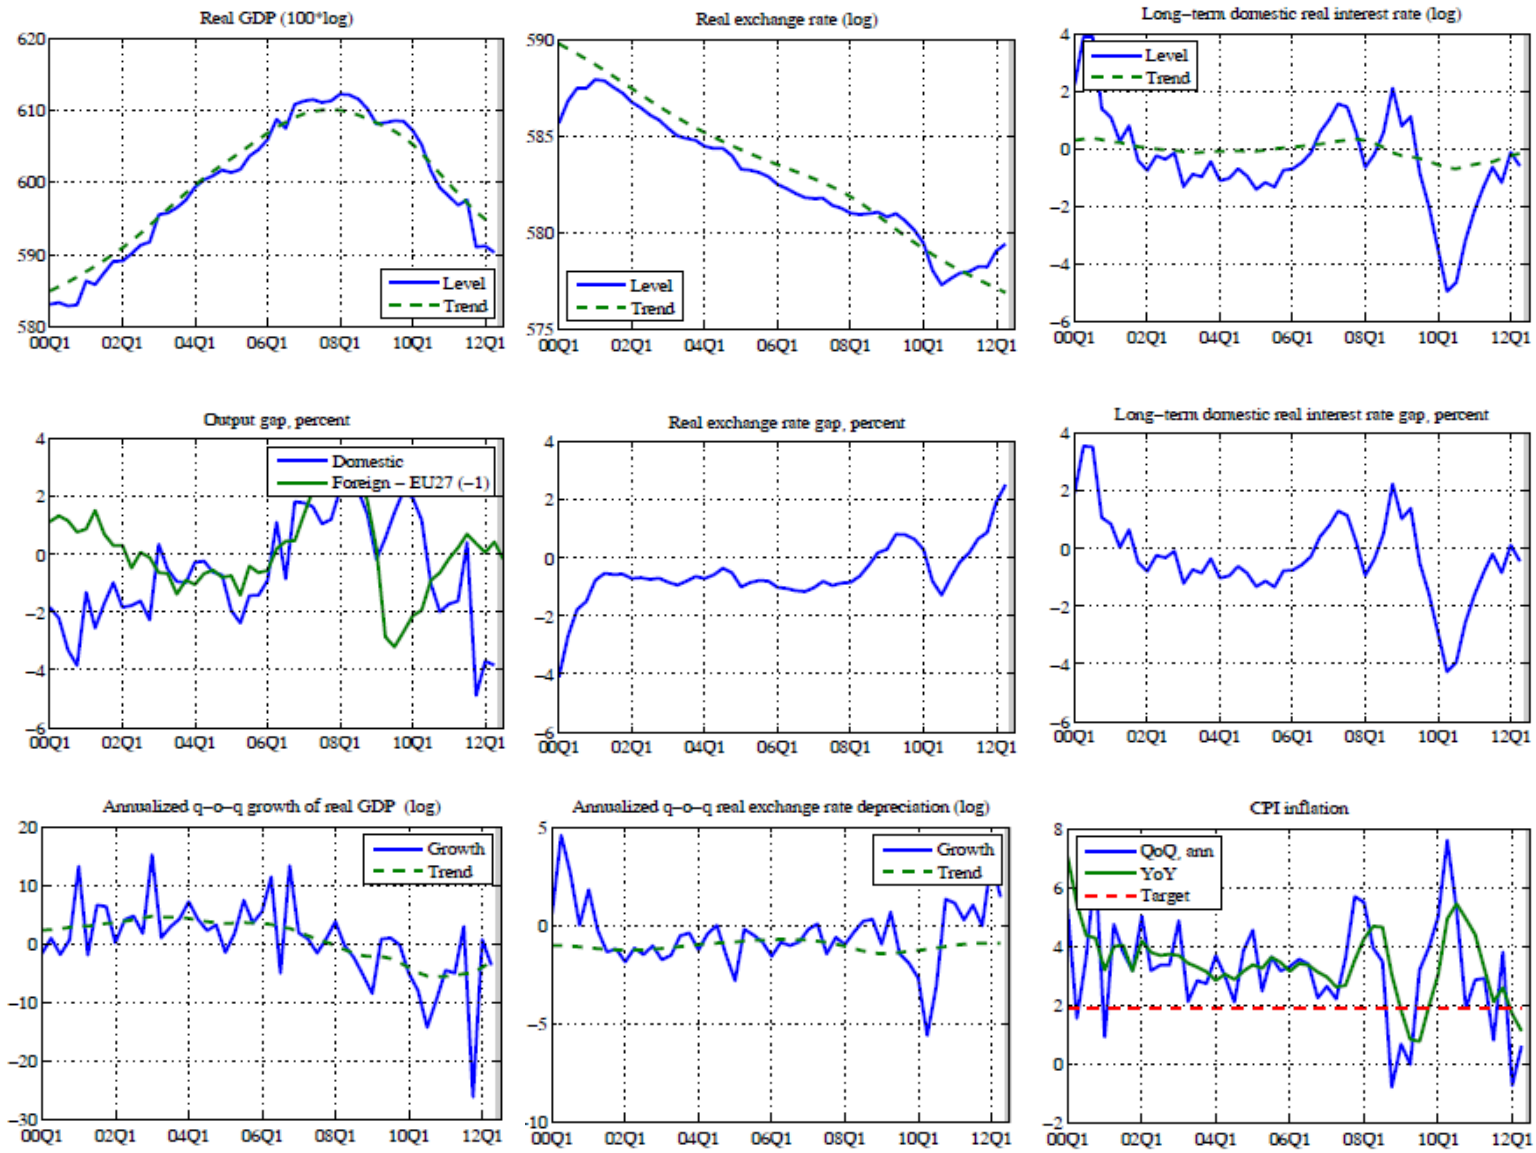 Real GDP (100*log)
620
610
600
590
580
Level
Trend
00Q1 02Q1 04Q1 06Q1 08Q1 10Q1 12Q1
Real exchange rate (log)
590
585
580
575
Level
Trend
00Q1 02Q1 04Q1 06Q1 08Q1 10Q1 12Q1
Long-term domestic real interest rate (log)
4
2
0
-2
-4
-6
Level
Trend
00Q1 02Q1 04Q1 06Q1 08Q1 10Q1 12Q1
Output gap, percent
4
2
0
-2
-4
-6
Domestic
Foreign - EU27 (-1)
00Q1 02Q1 04Q1 06Q1 08Q1 10Q1 12Q1
Real exchange rate gap, percent
4
2
0
-2
-4
-6
00Q1 02Q1 04Q1 06Q1 08Q1 10Q1 12Q1
Long-term domestic real interest rate gap, percent
4
2
0
-2
-4
-6
00Q1 02Q1 04Q1 06Q1 08Q1 10Q1 12Q1
Annualized q-o-q growth of real GDP (log)
20
10
0
-10
-20
-30
Growth
Trend
00Q1 02Q1 04Q1 06Q1 08Q1 10Q1 12Q1
Annualized q-o-q real exchange rate depreciation (log)
5
0
-5
-10
Growth
Trend
00Q1 02Q1 04Q1 06Q1 08Q1 10Q1 12Q1
CPI inflation
8
6
4
2
0
-2
QoQ, ann
YoY
Target
00Q1 02Q1 04Q1 06Q1 08Q1 10Q1 12Q1